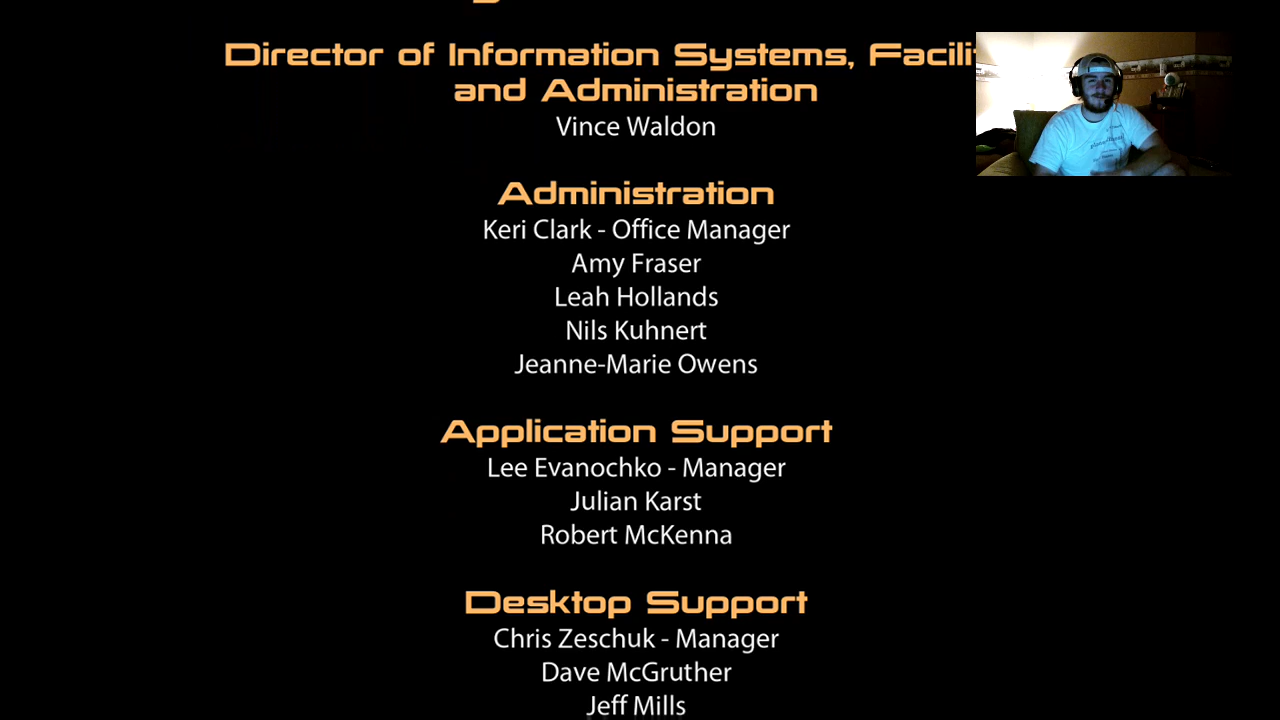 Director of Information Systems, Facili
and Administration
Vince Waldon
Administration
Keri Clark - Office Manager
Amy Fraser
Leah Hollands
Nils Kuhnert
Jeanne-Marie Owens
Application Support
Lee Evanochko - Manager
Julian Karst
Robert McKenna
Desktop Support
Chris Zeschuk - Manager
Dave McGruther
Jeff Mills